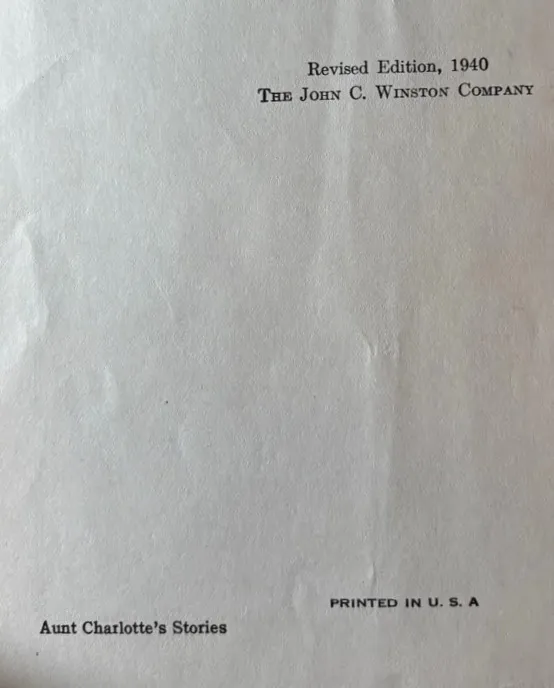 Revised Edition, 1940
The John C. Winston Company
PRINTED IN U. S. A
Aunt Charlotte's Stories